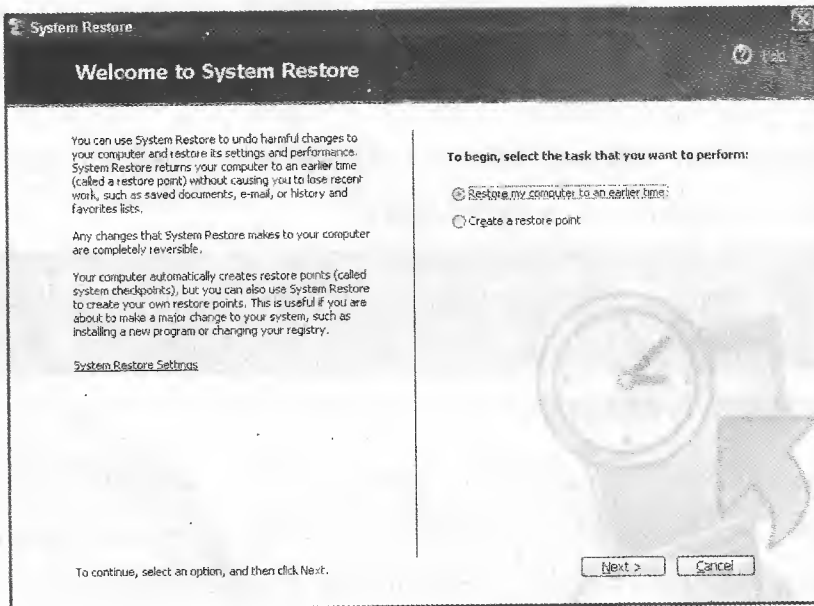 System Restore
Welcome to System Restore
Help
You can use System Restore to undo harmful changes to
your computer and restore its settings and performance.
System Restore returns your computer to an earlier time
(called a restore point) without causing you to lose recent
work, such as saved documents, e-mail, or history and
favorites lists.
Any changes that System Restore makes to your computer
are completely reversible.
Your computer automatically creates restore points (called
system checkpoints), but you can also use System Restore
to create your own restore points. This is useful if you are
about to make a major change to your system, such as
installing a new program or changing your registry.
System Restore Settings
To begin, select the task that you want to perform:
Restore my computer to an earlier time
Create a restore point
To continue, select an option, and then click Next.
Next >
Cancel